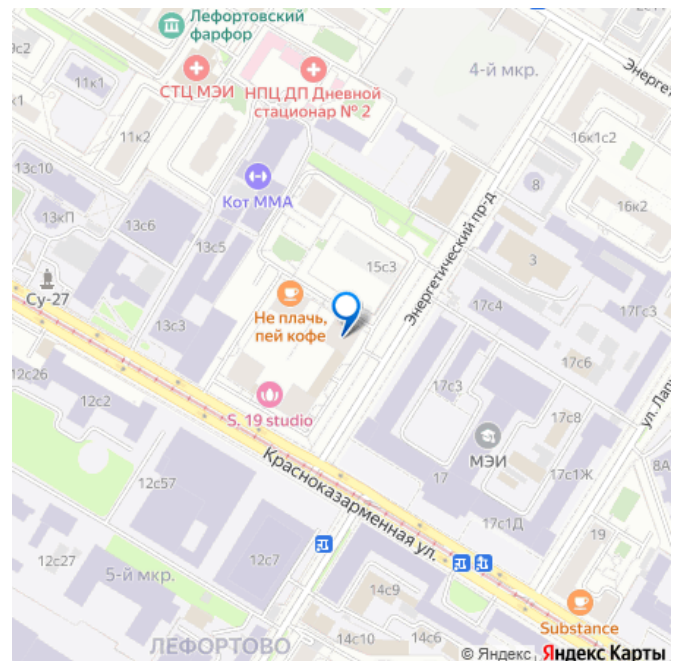 Лефортовский
фарфор
9с2
4-й мкр.
Энергет
11к1
СТЦ МЭИ
НПЦ ДП Дневной
стационар № 2
к1
11к2
16к1с2
13с10
Кот ММА
8
16к2
13кП
13с6
13с5
Энергетический пр-д
3
15с3
Су-27
Не плачь,
пей кофе
17с4
17Гс3
13с3
17с6
12с26
12с2
17с3
S. 19 studio
17с8
ул. Лап
МЭИ
8А
12с57
Красноказарменная ул.
17
17с1Ж
17с1Д
19
12с27
12с7
5-й мкр.
14с9
Substance
ЛЕФОРТОВО
14с10
14с6
© Яндекс
Яндекс Карты